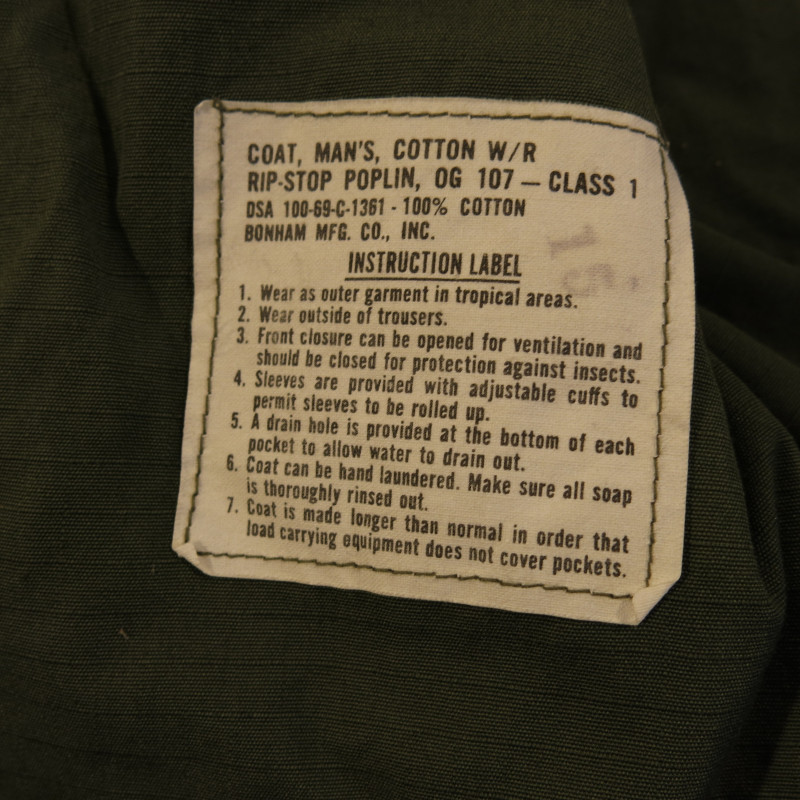 COAT, MAN'S, COTTON W/R
RIP-STOP POPLIN, OG 107 — CLASS 1
DSA 100-69-C-1361 - 100% COTTON
BONHAM MFG. CO., INC.
INSTRUCTION LABEL
1. Wear as outer garment in tropical areas.
2. Wear outside of trousers.
3. Front closure can be opened for ventilation and
should be closed for protection against insects.
4. Sleeves are provided with adjustable cuffs to
permit sleeves to be rolled up.
5. A drain hole is provided at the bottom of each
pocket to allow water to drain out.
6. Coat can be hand laundered. Make sure all soap
is thoroughly rinsed out.
7. Coat is made longer than normal in order that
load carrying equipment does not cover pockets.